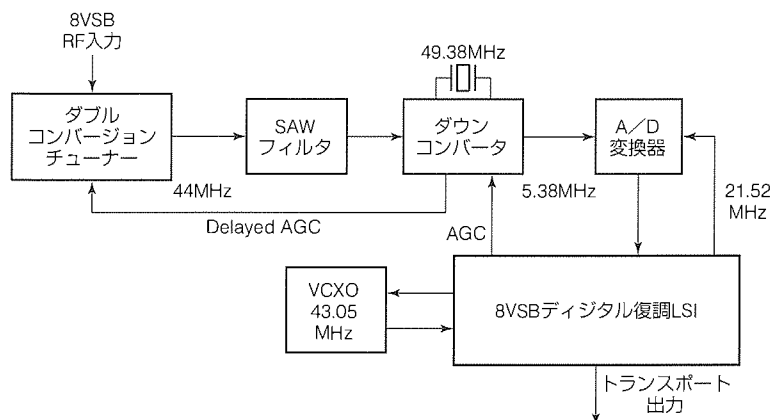 8VSB
RF入力
49.38MHz
ダブル
コンバージョン
チューナー
SAW
フィルタ
ダウン
コンバータ
A／D
変換器
44MHz
5.38MHz
21.52
MHz
Delayed AGC
AGC
VCXO
43.05
MHz
8VSBディジタル復調LSI
トランスポート
出力